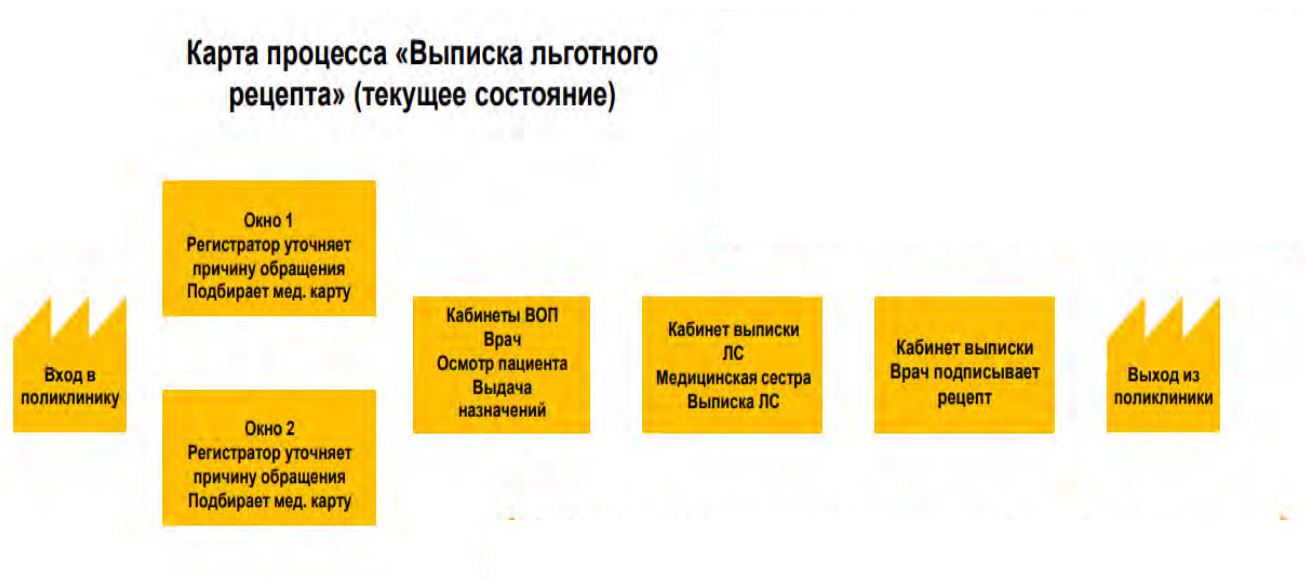 Карта процесса «Выписка льготного
рецепта» (текущее состояние)
Вход в
поликлинику
Окно 1
Регистратор уточняет
причину обращения
Подбирает мед. карту
Окно 2
Регистратор уточняет
причину обращения
Подбирает мед. карту
Кабинеты ВОП
Врач
Осмотр пациента
Выдача
назначений
Кабинет выписки
ЛС
Медицинская сестра
Выписка ЛС
Кабинет выписки
Врач подписывает
рецепт
Выход из
поликлиники